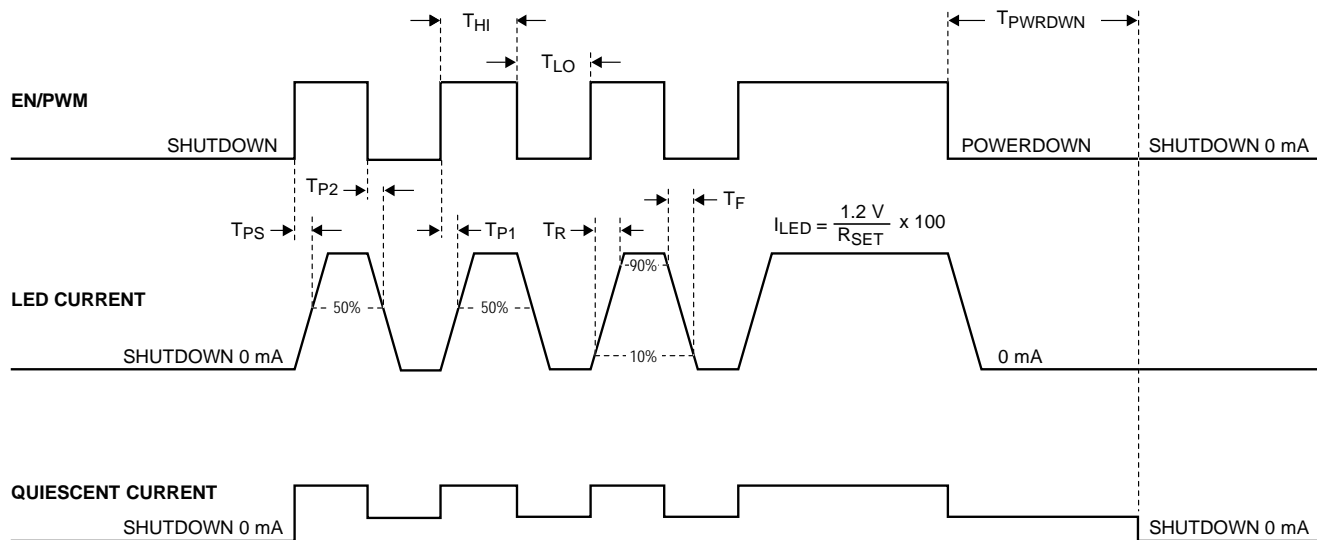 T_HI
T_PWRDWN
T_LO
EN/PWM
SHUTDOWN
POWERDOWN
SHUTDOWN 0 mA
T_P2
T_F
T_PS
T_P1
T_R
I_LED = 1.2 V / R_SET x 100
90%
LED CURRENT
50%
50%
10%
SHUTDOWN 0 mA
0 mA
QUIESCENT CURRENT
SHUTDOWN 0 mA
SHUTDOWN 0 mA